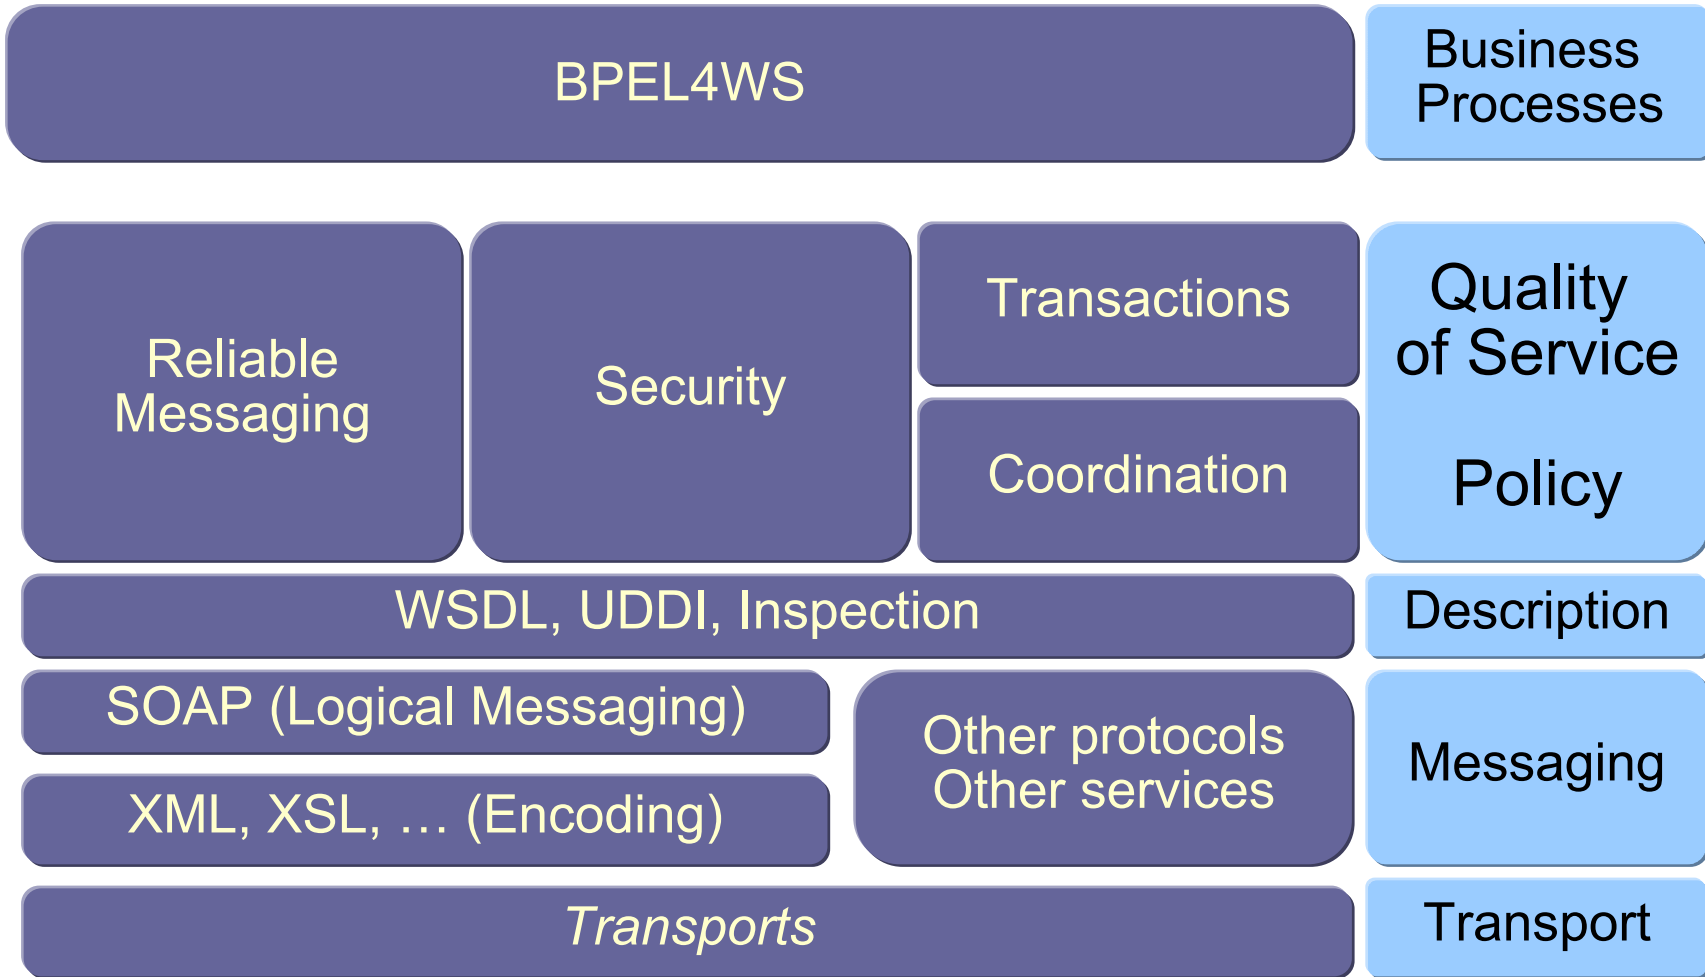 BPEL4WS
Business
Processes
Reliable
Messaging
Security
Transactions
Coordination
Quality
of Service
Policy
WSDL, UDDI, Inspection
Description
SOAP (Logical Messaging)
XML, XSL, … (Encoding)
Other protocols
Other services
Messaging
Transports
Transport